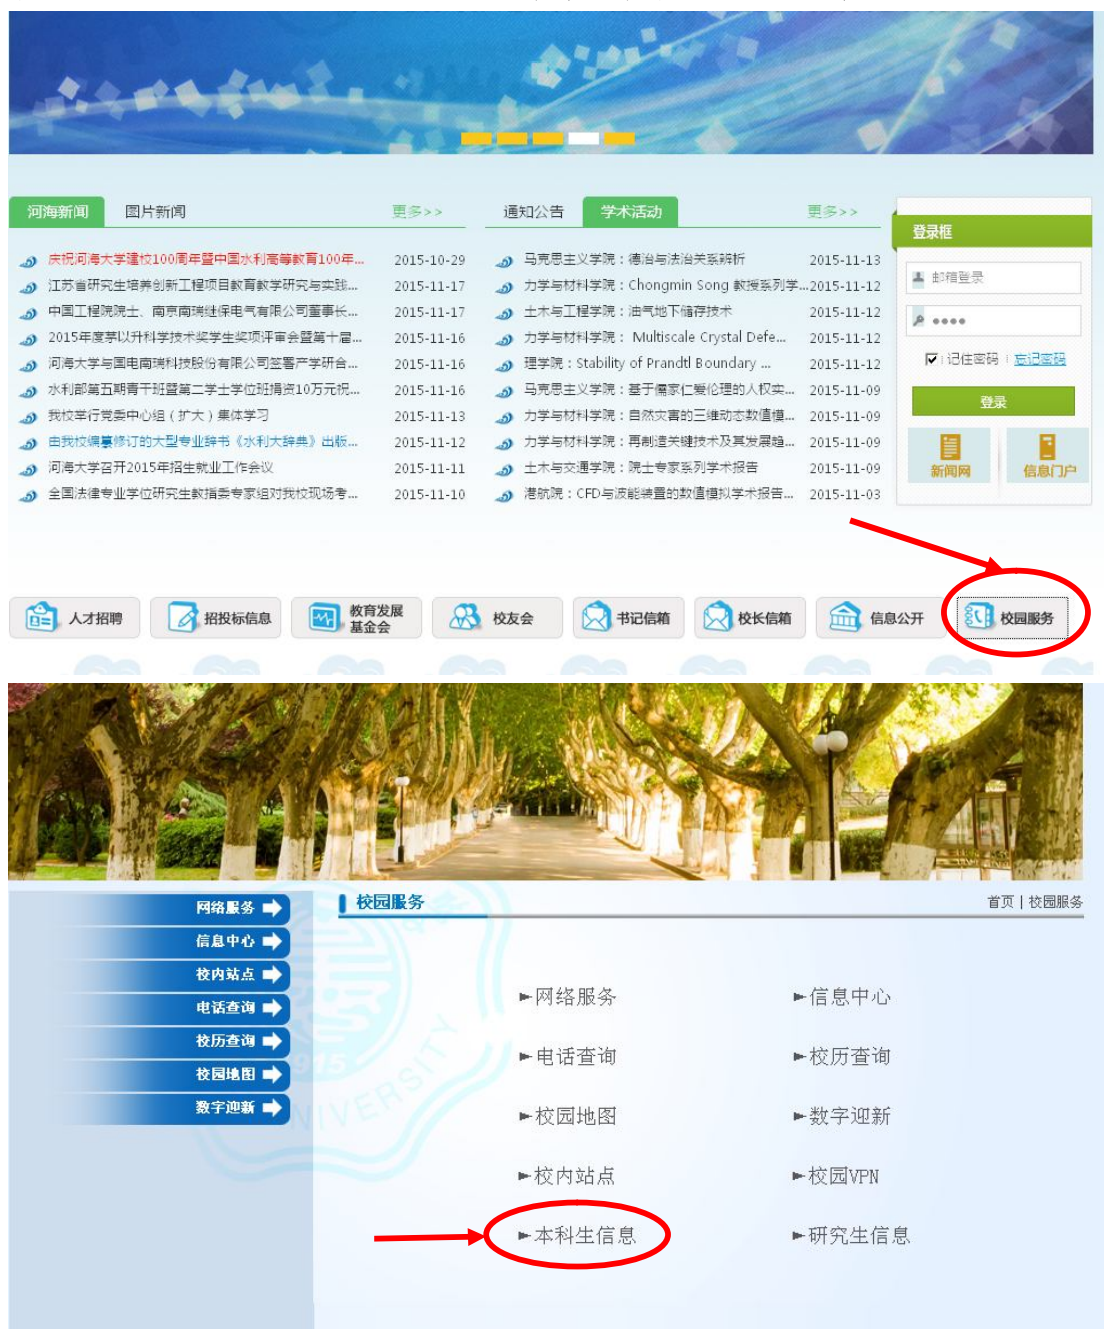 河海新闻 图片新闻 更多>> 通知公告 学术活动 更多>>
登录框
庆祝河海大学建校100周年暨中国水利高等教育100年... 2015-10-29
江苏省研究生培养创新工程项目教育教学研究与实践... 2015-11-17
中国工程院院士、南京南瑞继保电气有限公司董事长... 2015-11-17
2015年度茅以升科学技术奖学生奖项评审会暨第十届... 2015-11-16
河海大学与国电南瑞科技股份有限公司签署产学研合... 2015-11-16
水利部第五期青干班暨第二学士学位班捐资10万元祝... 2015-11-16
我校举行党委中心组（扩大）集体学习 2015-11-13
由我校编纂修订的大型专业辞书《水利大辞典》出版... 2015-11-12
河海大学召开2015年招生就业工作会议 2015-11-11
全国法律专业学位研究生教指委专家组对我校现场考... 2015-11-10
马克思主义学院：德治与法治关系辨析 2015-11-13
力学与材料学院：Chongmin Song 教授系列学...2015-11-12
土木与工程学院：油气地下储存技术 2015-11-12
力学与材料学院： Multiscale Crystal Defe... 2015-11-12
理学院：Stability of Prandtl Boundary ... 2015-11-12
马克思主义学院：基于儒家仁爱伦理的人权实... 2015-11-09
力学与材料学院：自然灾害的三维动态数值模... 2015-11-09
力学与材料学院：再制造关键技术及其发展趋... 2015-11-09
土木与交通学院：院士专家系列学术报告 2015-11-09
港航院：CFD与波能装置的数值模拟学术报告... 2015-11-03
邮箱登录
记住密码 忘记密码
登录
新闻网 信息门户
人才招聘 招投标信息 教育发展
基金会 校友会 书记信箱 校长信箱 信息公开 校园服务
网络服务
信息中心
校内站点
电话查询
校历查询
校园地图
数字迎新
校园服务 首页 | 校园服务
1915
UNIVERSITY
►网络服务 ►信息中心
►电话查询 ►校历查询
►校园地图 ►数字迎新
►校内站点 ►校园VPN
►本科生信息 ►研究生信息